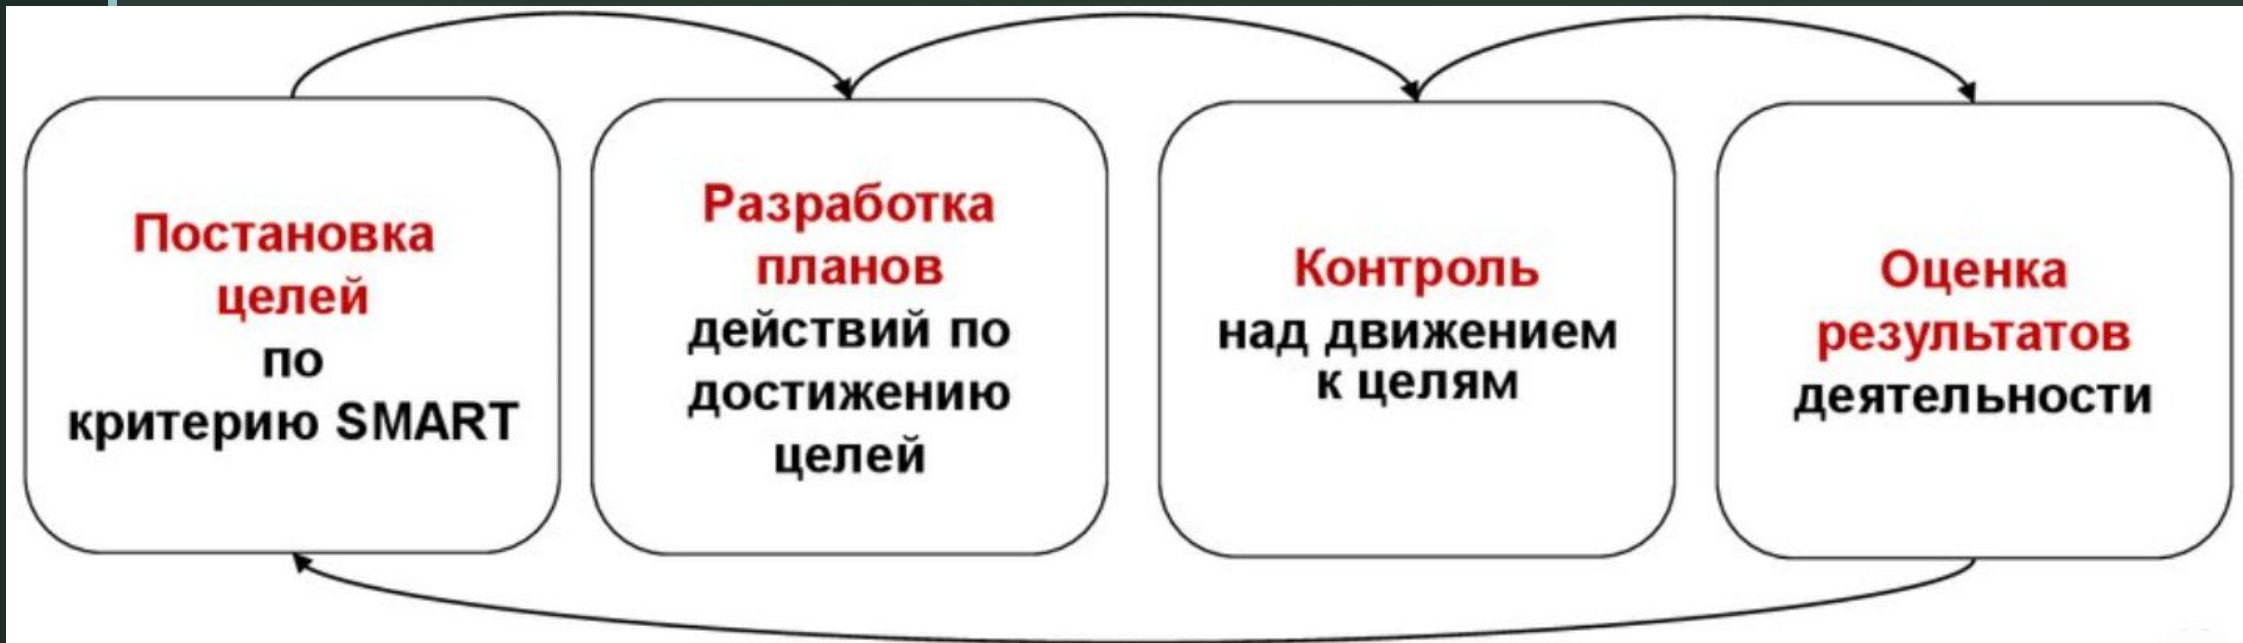 Постановка
целей
по
критерию SMART
Разработка
планов
действий по
достижению
целей
Контроль
над движением
к целям
Оценка
результатов
деятельности